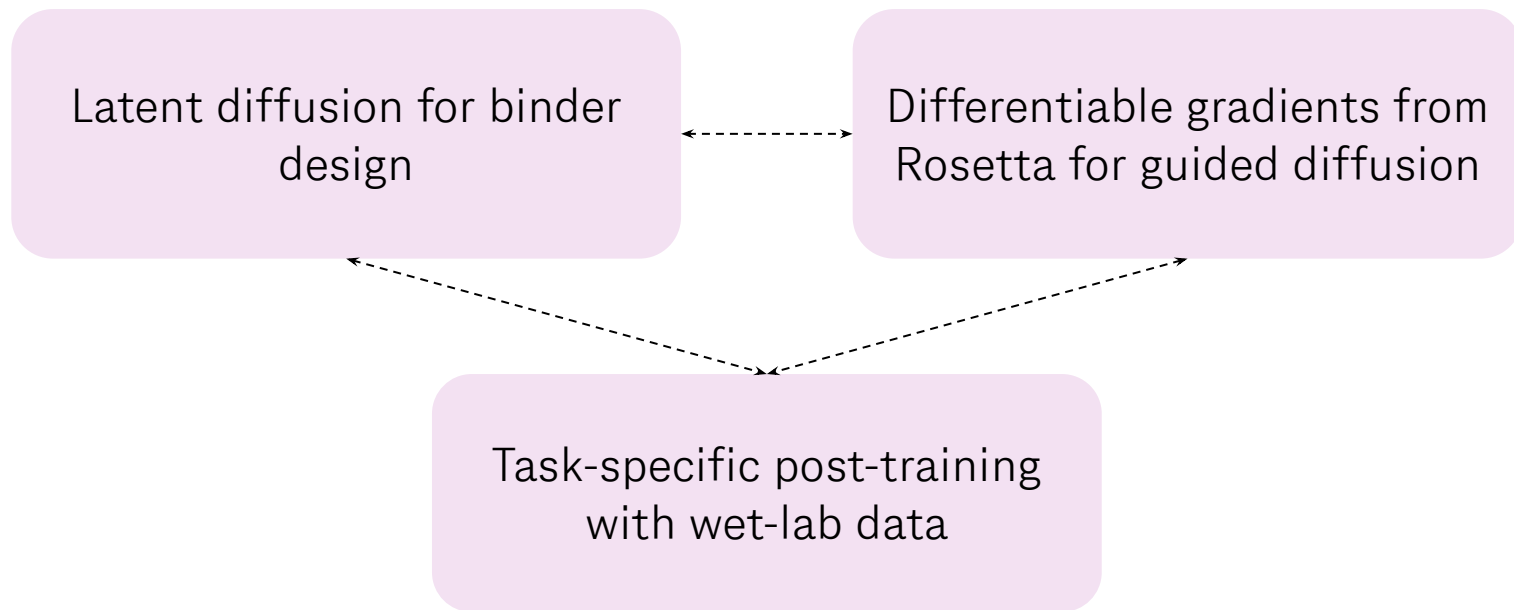 Latent diffusion for binder
design
Differentiable gradients from
Rosetta for guided diffusion
Task-specific post-training
with wet-lab data